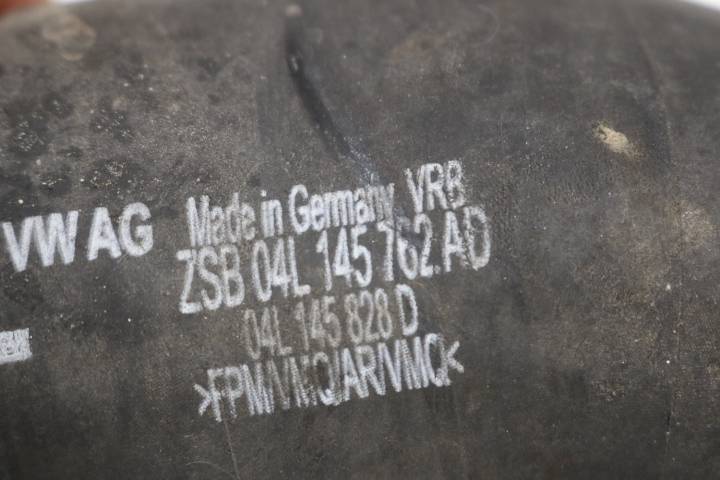 VW AG
Made in Germany VRB
ZSB 04L 145 762.AD
04L 145 828 D
>FPM/VMQ/AR/VMQ<